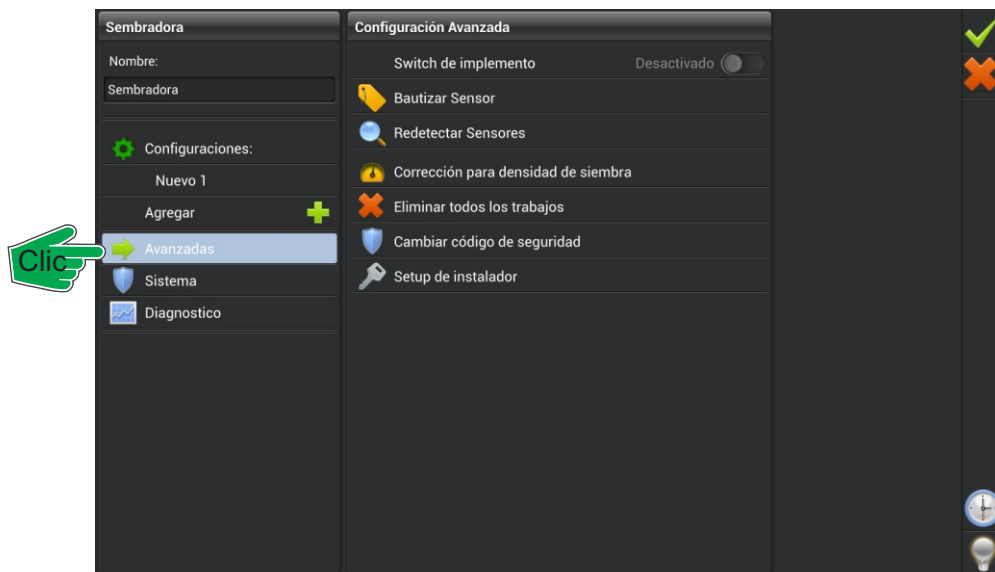 Sembradora
Nombre:
Sembradora
Configuraciones:
Nuevo 1
Agregar
Clic
Avanzadas
Sistema
Diagnostico
Configuración Avanzada
Switch de implemento Desactivado
Bautizar Sensor
Redetectar Sensores
Corrección para densidad de siembra
Eliminar todos los trabajos
Cambiar código de seguridad
Setup de instalador